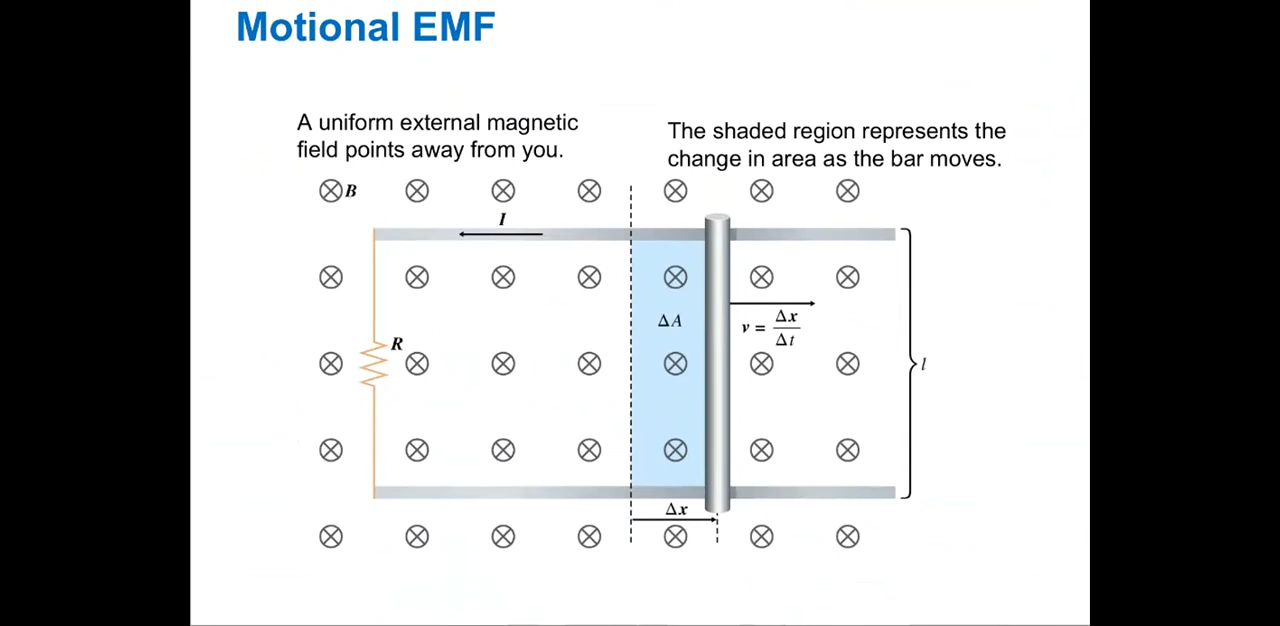 Motional EMF
A uniform external magnetic
field points away from you.
The shaded region represents the
change in area as the bar moves.
B
I
R
ΔA
v = Δx
Δt
l
Δx